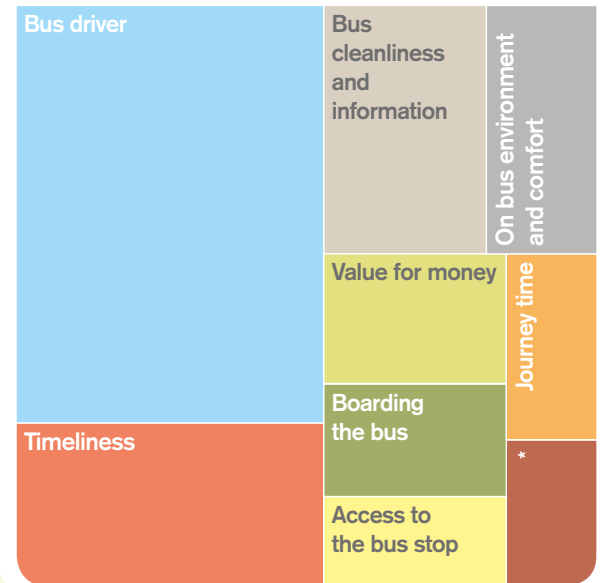 Bus driver
Bus
cleanliness
and
information
On bus environment
and comfort
Value for money
Journey time
Boarding
the bus
Timeliness
*
Access to
the bus stop